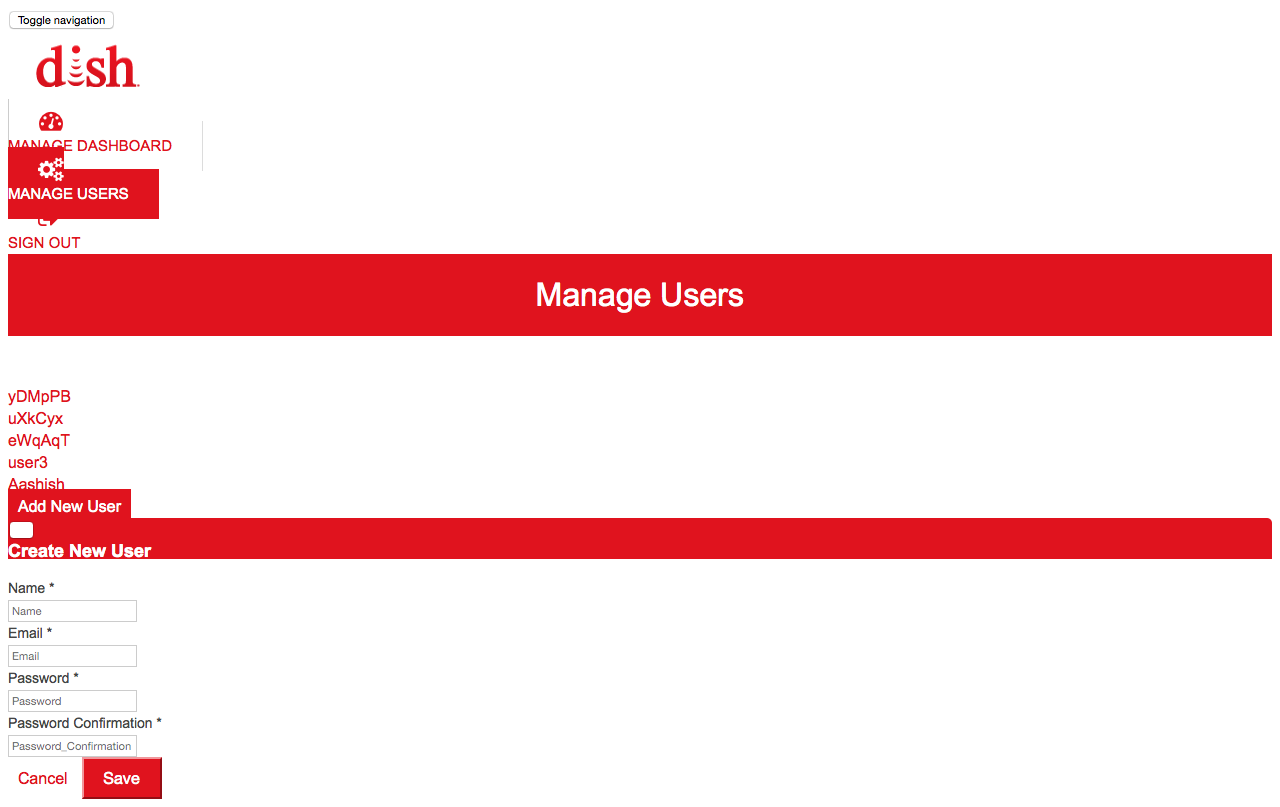 Toggle navigation
dish
MANAGE DASHBOARD
MANAGE USERS
SIGN OUT
Manage Users
yDMpPB
uXkCyx
eWqAqT
user3
Aashish
Add New User
Create New User
Name *
Name
Email *
Email
Password *
Password
Password Confirmation *
Password_Confirmation
Cancel Save